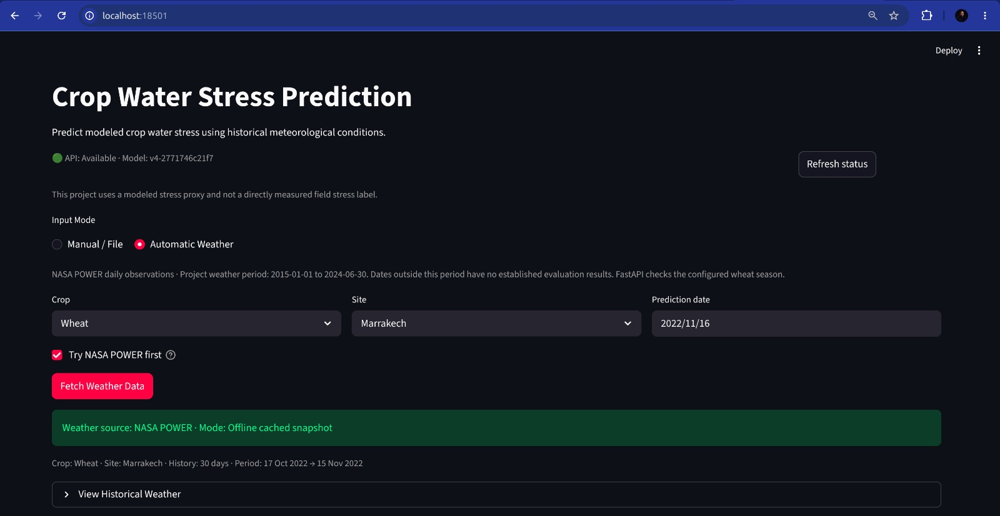 localhost:18501
Deploy
Crop Water Stress Prediction
Predict modeled crop water stress using historical meteorological conditions.
API: Available · Model: v4-2771746c21f7
Refresh status
This project uses a modeled stress proxy and not a directly measured field stress label.
Input Mode
Manual / File
Automatic Weather
NASA POWER daily observations · Project weather period: 2015-01-01 to 2024-06-30. Dates outside this period have no established evaluation results. FastAPI checks the configured wheat season.
Crop
Site
Prediction date
Wheat
Marrakech
2022/11/16
Try NASA POWER first
Fetch Weather Data
Weather source: NASA POWER · Mode: Offline cached snapshot
Crop: Wheat · Site: Marrakech · History: 30 days · Period: 17 Oct 2022 → 15 Nov 2022
View Historical Weather